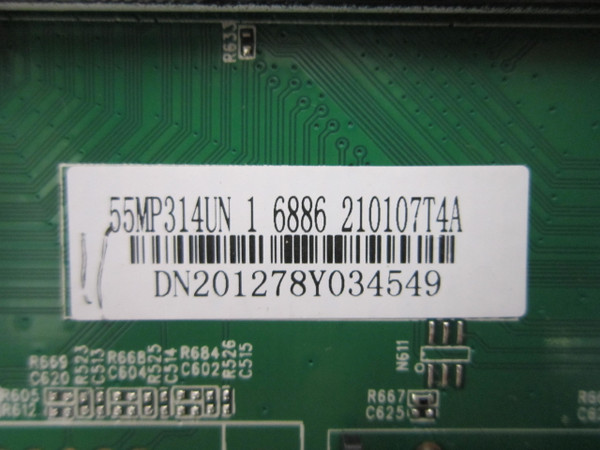 R633
55MP314UN 1 6886 210107T4A
DN201278Y034549
N611
R669 R523 C513 R668 R525 C514 R684 R526 C515
C620 C604 C602
R605
R612
R667
C625